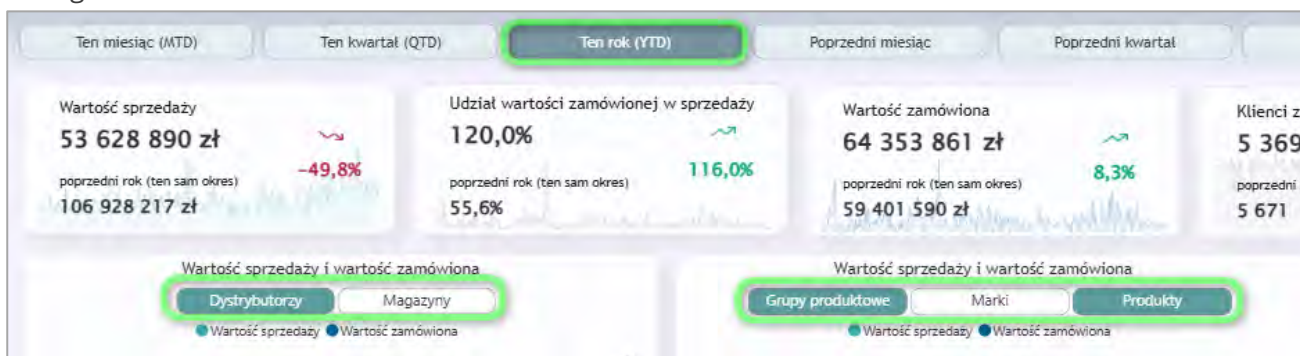 Ten miesiąc (MTD) Ten kwartał (QTD) Ten rok (YTD) Poprzedni miesiąc Poprzedni kwartał
Wartość sprzedaży
53 628 890 zł
-49,8%
poprzedni rok (ten sam okres)
106 928 217 zł
Udział wartości zamówionej w sprzedaży
120,0%
116,0%
poprzedni rok (ten sam okres)
55,6%
Wartość zamówiona
64 353 861 zł
8,3%
poprzedni rok (ten sam okres)
59 401 590 zł
Klienci z
5 369
poprzedni
5 671
Wartość sprzedaży i wartość zamówiona
Dystrybutorzy Magazyny
Wartość sprzedaży Wartość zamówiona
Wartość sprzedaży i wartość zamówiona
Grupy produktowe Marki Produkty
Wartość sprzedaży Wartość zamówiona